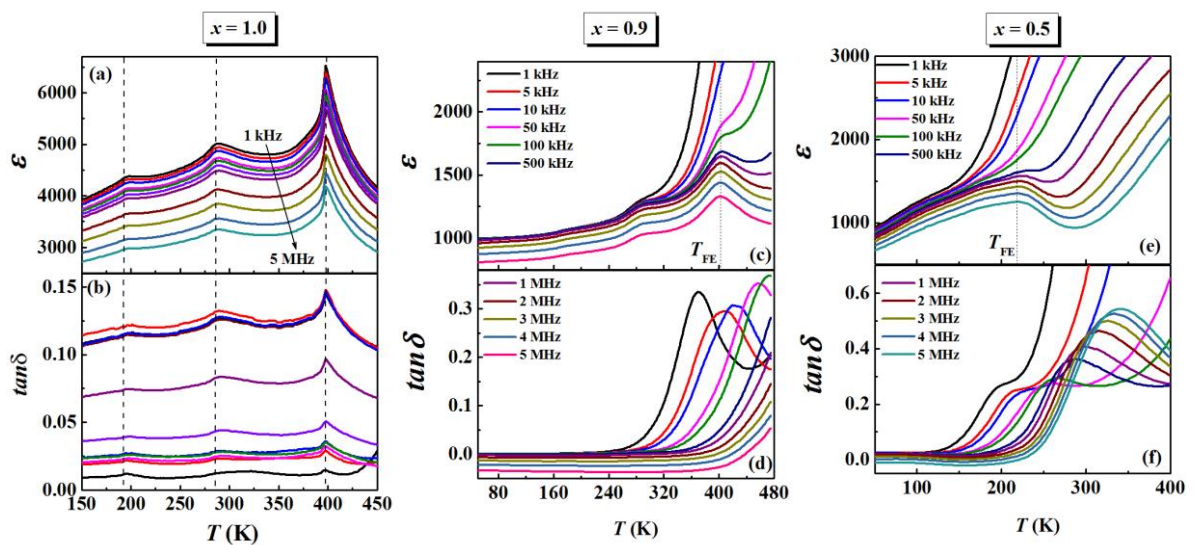 x = 1.0
x = 0.9
x = 0.5
(a)
6000
5000
4000
3000
ε
1 kHz
5 MHz
(b)
0.15
0.10
0.05
0.00
tanδ
150 200 250 300 350 400 450
T (K)
1 kHz
5 kHz
10 kHz
50 kHz
100 kHz
500 kHz
2000
1500
1000
ε
T_FE
(c)
1 MHz
2 MHz
3 MHz
4 MHz
5 MHz
0.3
0.2
0.1
0.0
tanδ
(d)
80 160 240 320 400 480
T (K)
3000
1 kHz
5 kHz
10 kHz
50 kHz
100 kHz
500 kHz
2000
1000
ε
T_FE
(e)
1 MHz
2 MHz
3 MHz
4 MHz
5 MHz
0.6
0.4
0.2
0.0
tanδ
(f)
100 200 300 400
T (K)